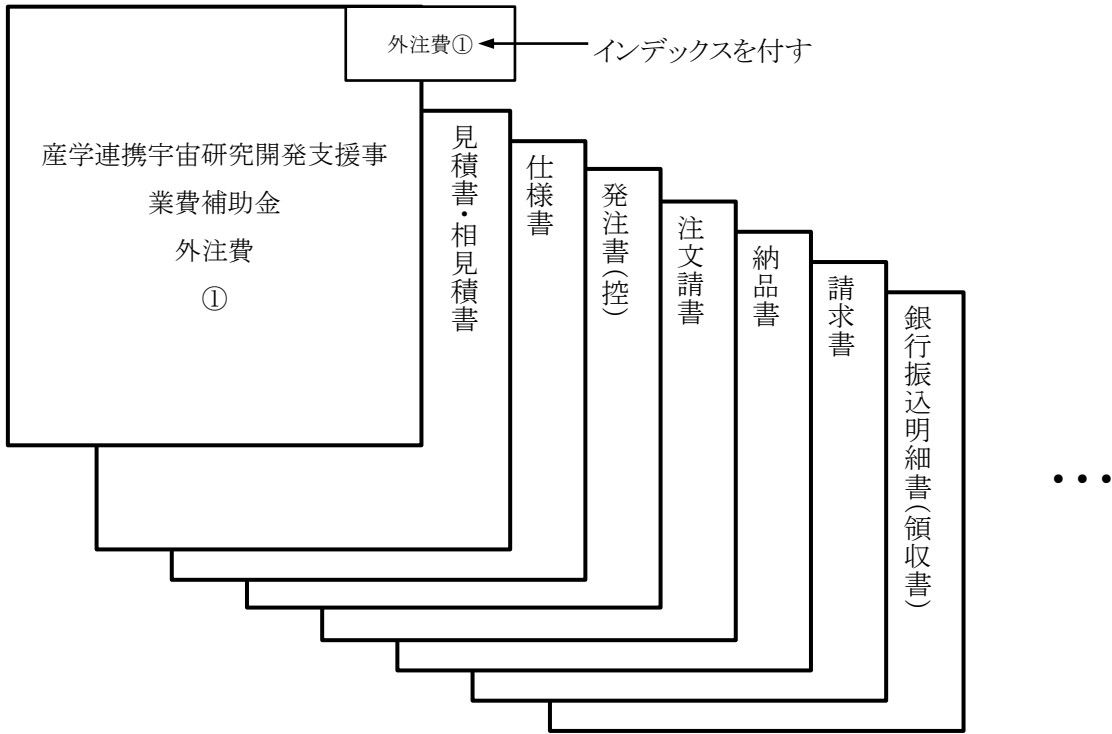 外注費①
インデックスを付す
産学連携宇宙研究開発支援事
業費補助金
外注費
①
見積書・相見積書
仕様書
発注書(控)
注文請書
納品書
請求書
銀行振込明細書(領収書)
・・・